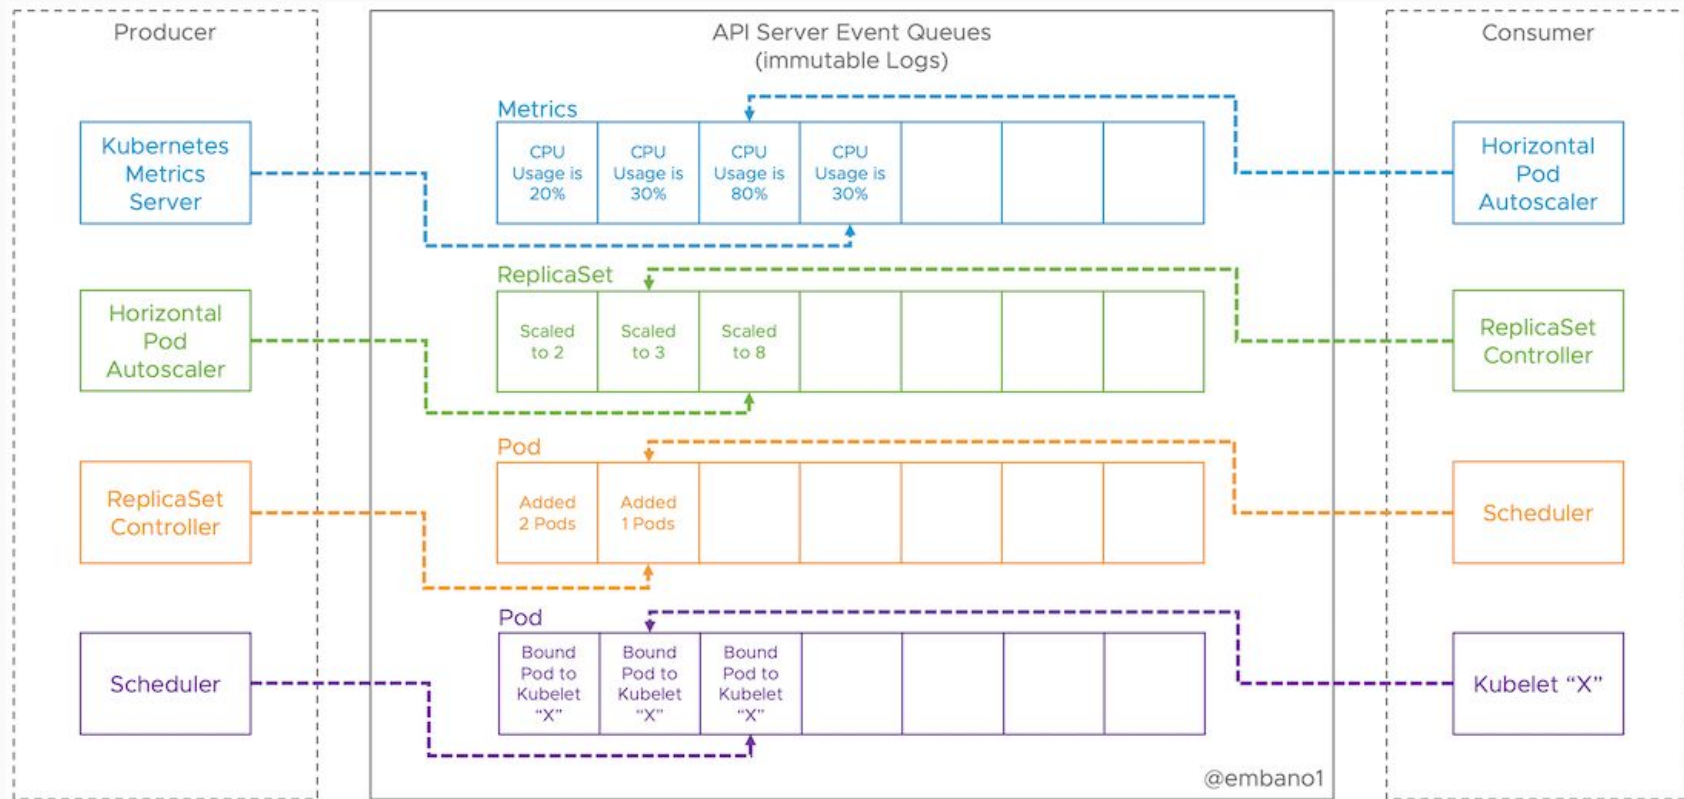 Producer
API Server Event Queues
(immutable Logs)
Consumer
Metrics
Kubernetes
Metrics
Server
CPU
Usage is
20%
CPU
Usage is
30%
CPU
Usage is
80%
CPU
Usage is
30%
Horizontal
Pod
Autoscaler
ReplicaSet
Horizontal
Pod
Autoscaler
Scaled
to 2
Scaled
to 3
Scaled
to 8
ReplicaSet
Controller
Pod
ReplicaSet
Controller
Added
2 Pods
Added
1 Pods
Scheduler
Pod
Scheduler
Bound
Pod to
Kubelet
“X”
Bound
Pod to
Kubelet
“X”
Bound
Pod to
Kubelet
“X”
Kubelet “X”
@embano1